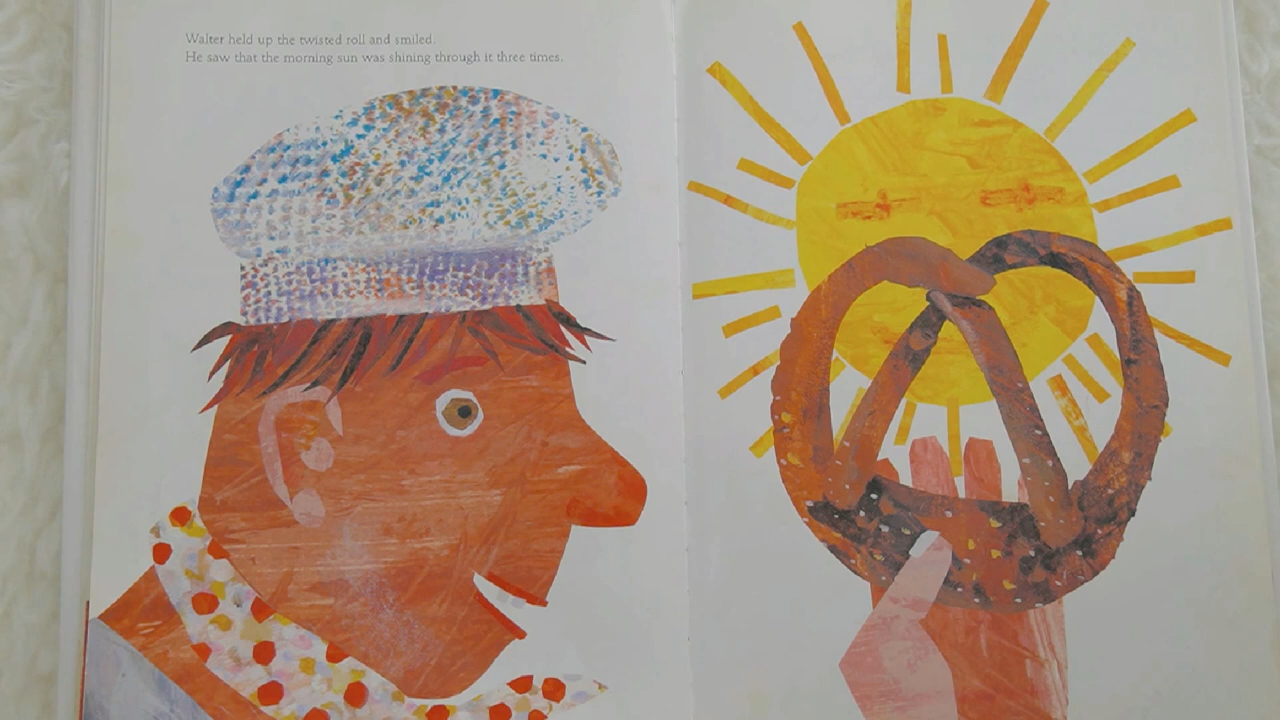 Walter held up the twisted roll and smiled.
He saw that the morning sun was shining through it three times.